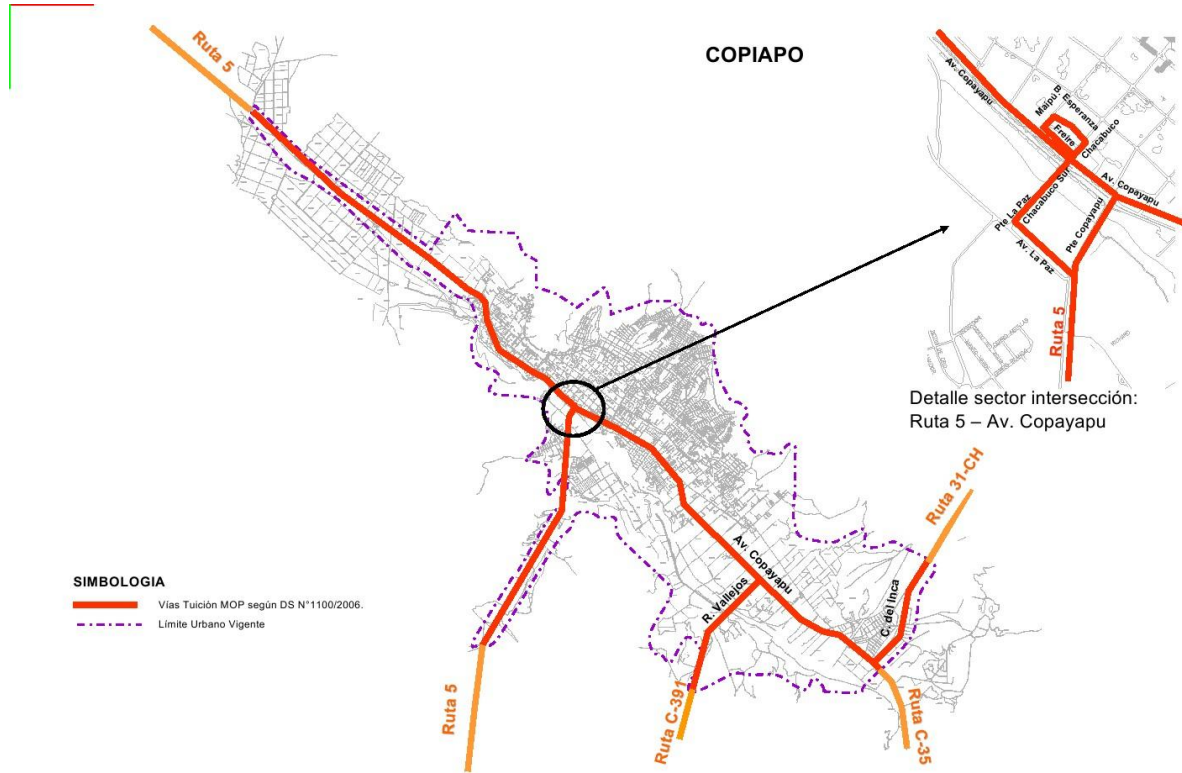 COPIAPO
Ruta 5
Av. Copayapu
Maipú
B. Esperanza
Freire
Chacabuco
Av. Copayapu
Pte La Paz
Chacabuco Sur
Pte Copayapu
Av. La Paz
Ruta 5
Detalle sector intersección:
Ruta 5 – Av. Copayapu
Ruta 31-CH
Av. Copayapu
R. Vallejos
C. del Inca
SIMBOLOGIA
Vías Tuición MOP según DS N°1100/2006.
Límite Urbano Vigente
Ruta 5
Ruta C-391
Ruta C-35